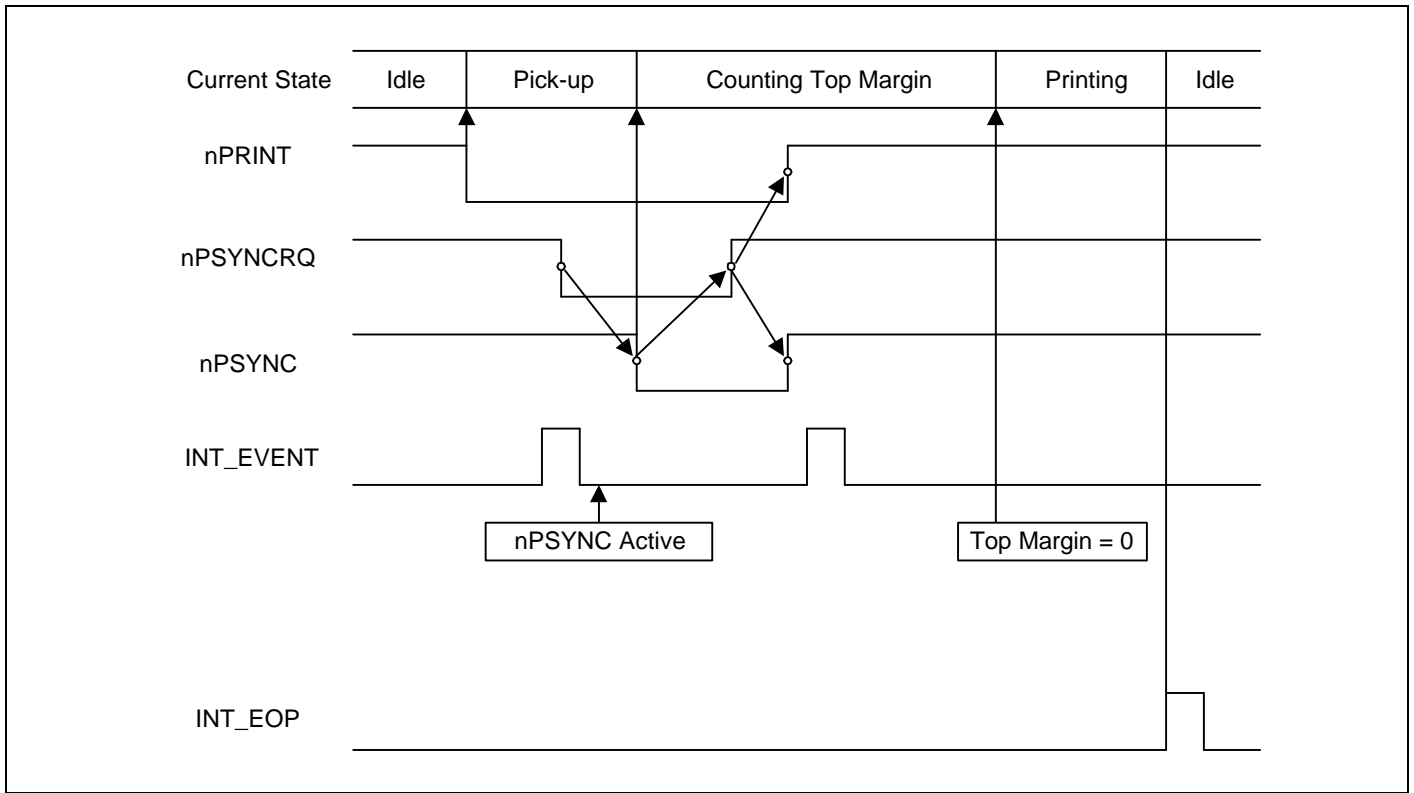 Current State Idle Pick-up Counting Top Margin Printing Idle
nPRINT
nPSYNCRQ
nPSYNC
INT_EVENT
nPSYNC Active Top Margin = 0
INT_EOP